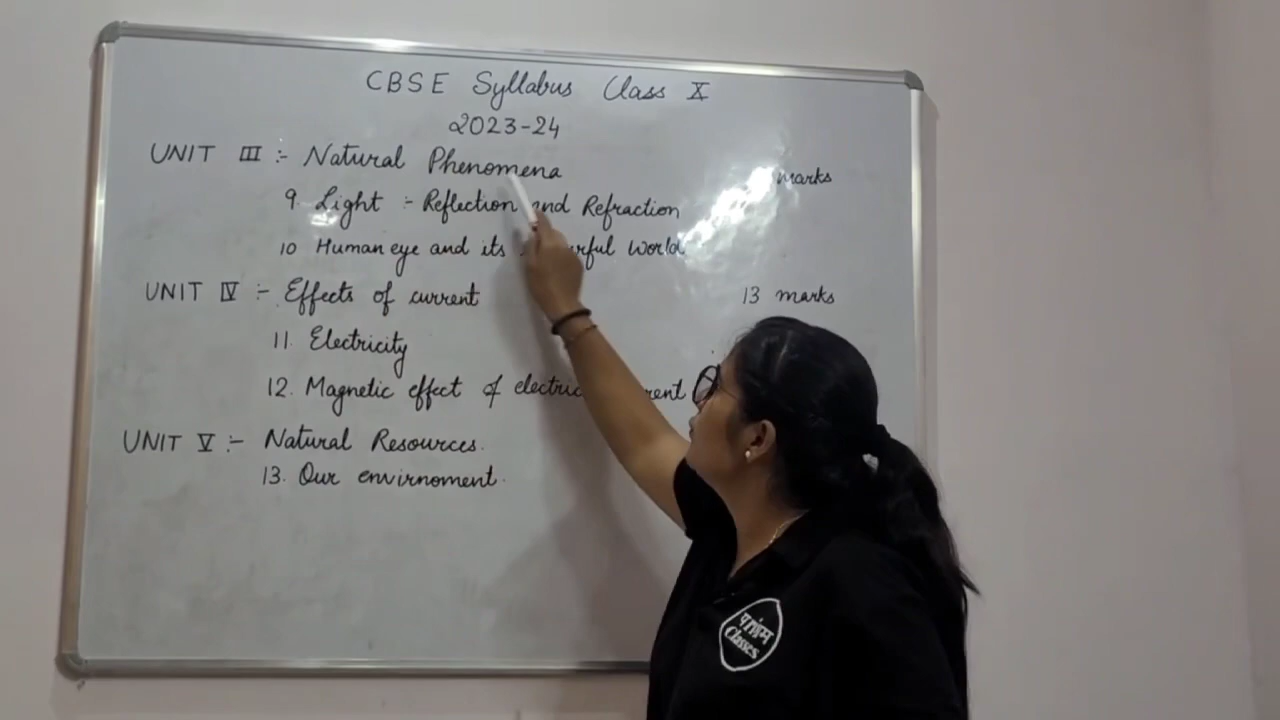 CBSE Syllabus Class X
2023-24
UNIT III :- Natural Phenomena marks
9. Light :- Reflection and Refraction
10 Human eye and its world
UNIT IV :- Effects of current 13 marks
11. Electricity
12. Magnetic effect of
UNIT V :- Natural Resources.
13. Our envirnoment.
Classes